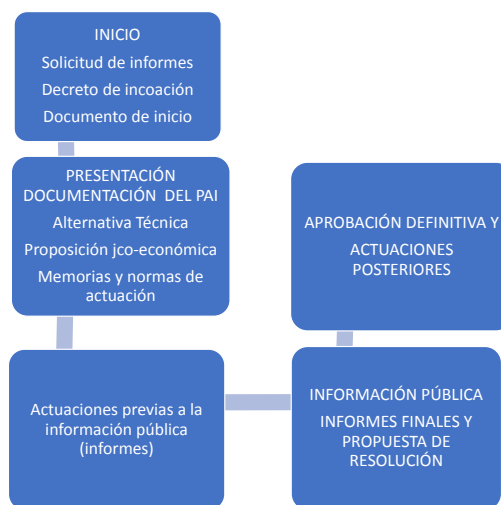 INICIO
Solicitud de informes
Decreto de incoación
Documento de inicio
PRESENTACIÓN
DOCUMENTACIÓN DEL PAI
Alternativa Técnica
Proposición jco-económica
Memorias y normas de
actuación
Actuaciones previas a la
información pública
(informes)
INFORMACIÓN PÚBLICA
INFORMES FINALES Y
PROPUESTA DE
RESOLUCIÓN
APROBACIÓN DEFINITIVA Y
ACTUACIONES
POSTERIORES